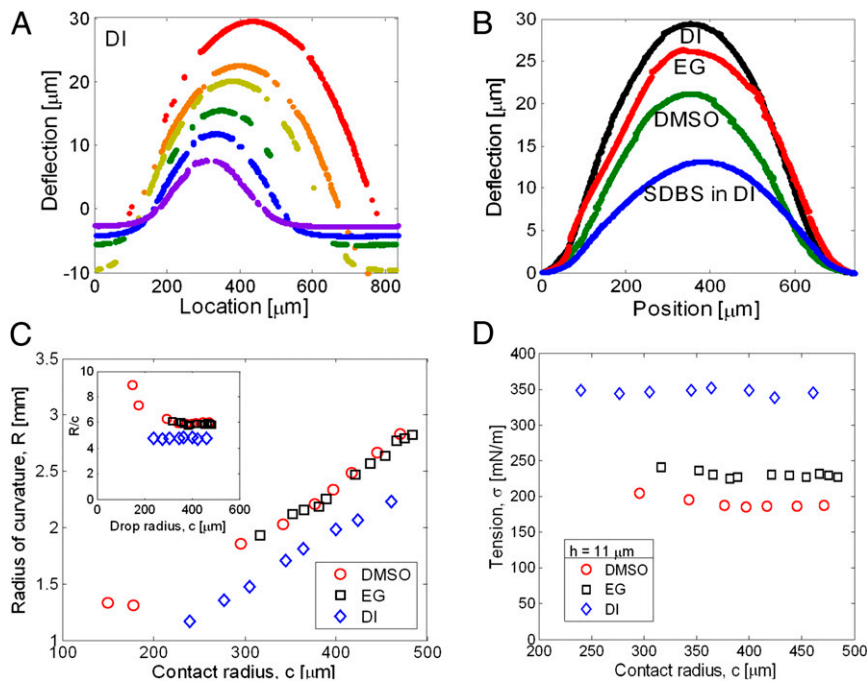 A
DI
Deflection [μm]
30
20
10
0
-10
0
200
400
600
800
Location [μm]
B
Deflection [μm]
30
25
20
15
10
5
0
0
200
400
600
Position [μm]
DI
EG
DMSO
SDBS in DI
C
Radius of curvature, R [mm]
3.5
3
2.5
2
1.5
1
100
200
300
400
500
Contact radius, c [μm]
R/c
10
8
6
4
2
0
0
200
400
600
Drop radius, c [μm]
DMSO
EG
DI
D
Tension, σ [mN/m]
400
350
300
250
200
150
100
50
0
200
250
300
350
400
450
500
Contact radius, c [μm]
h = 11 μm
DMSO
EG
DI